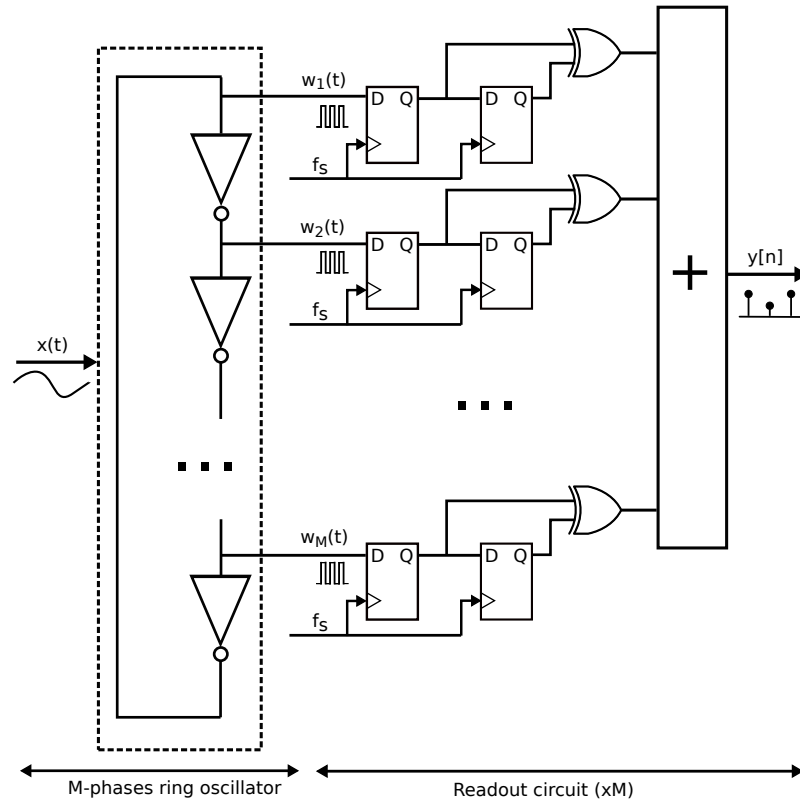 w1(t)
D Q
D
Q
fs
w2(t)
D Q
D
Q
fs
x(t)
+
y[n]
wM(t)
D Q
D
Q
fs
M-phases ring oscillator
Readout circuit (xM)